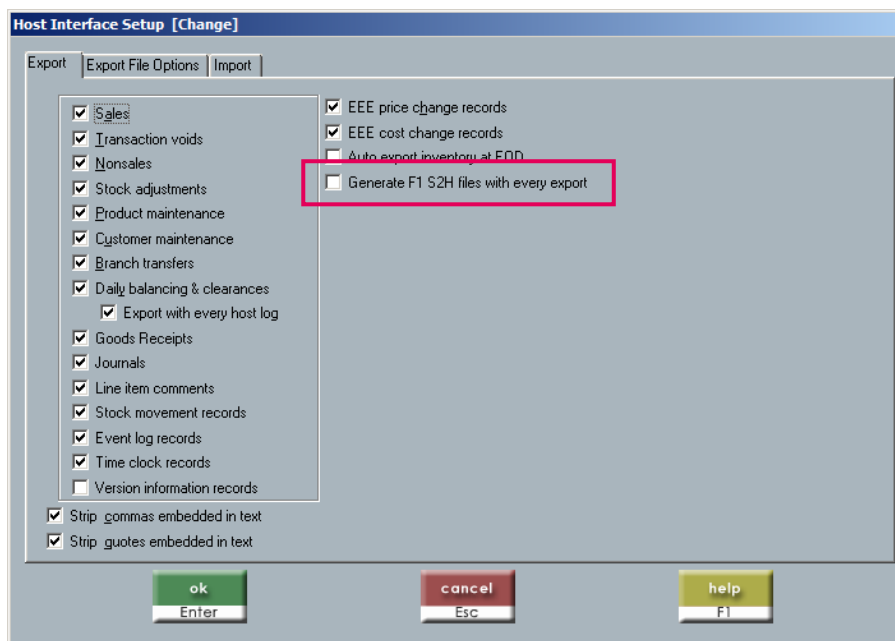 Host Interface Setup [Change]
Export
Export File Options
Import
Sales
Transaction voids
Nonsales
Stock adjustments
Product maintenance
Customer maintenance
Branch transfers
Daily balancing & clearances
Export with every host log
Goods Receipts
Journals
Line item comments
Stock movement records
Event log records
Time clock records
Version information records
Strip commas embedded in text
Strip quotes embedded in text
EEE price change records
EEE cost change records
Auto export inventory at EOD
Generate F1 S2H files with every export
ok
Enter
cancel
Esc
help
F1